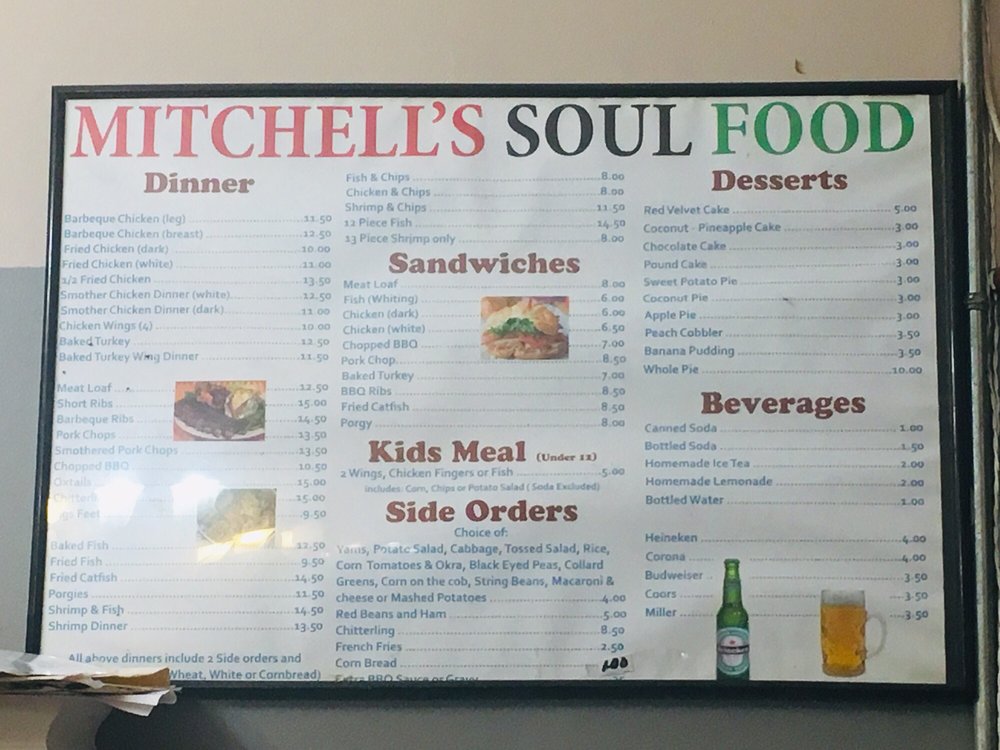 MITCHELL'S SOUL FOOD
Dinner
Barbeque Chicken (leg) 11.50
Barbeque Chicken (breast) 12.50
Fried Chicken (dark) 10.00
Fried Chicken (white) 11.00
1/2 Fried Chicken 13.50
Smother Chicken Dinner (white) 12.50
Smother Chicken Dinner (dark) 11.00
Chicken Wings (4) 10.00
Baked Turkey 12.50
Baked Turkey Wing Dinner 11.50
Meat Loaf 12.50
Short Ribs 15.00
Barbeque Ribs 14.50
Pork Chops 13.50
Smothered Pork Chops 13.50
Chopped BBQ 10.50
Oxtails 15.00
15.00
Feet 9.50
Baked Fish 12.50
Fried Fish 9.50
Fried Catfish 14.50
Porgies 11.50
Shrimp & Fish 14.50
Shrimp Dinner 13.50
All above dinners include 2 Side orders and
Wheat, White or Cornbread)
Fish & Chips 8.00
Chicken & Chips 8.00
Shrimp & Chips 11.50
12 Piece Fish 14.50
13 Piece Shrimp only 8.00
Sandwiches
Meat Loaf 8.00
Fish (Whiting) 6.00
Chicken (dark) 6.00
Chicken (white) 6.50
Chopped BBQ 7.00
Pork Chop 8.50
Baked Turkey 7.00
BBQ Ribs 8.50
Fried Catfish 8.50
Porgy 8.00
Kids Meal (Under 12)
2 Wings, Chicken Fingers or Fish 5.00
includes: Corn, Chips or Potato Salad ( Soda Excluded)
Side Orders
Choice of:
Yams, Potato Salad, Cabbage, Tossed Salad, Rice,
Corn Tomatoes & Okra, Black Eyed Peas, Collard
Greens, Corn on the cob, String Beans, Macaroni &
cheese or Mashed Potatoes 4.00
Red Beans and Ham 5.00
Chitterling 8.50
French Fries 2.50
Corn Bread 1.00
Extra BBQ Sauce or Gravy
Desserts
Red Velvet Cake 5.00
Coconut - Pineapple Cake 3.00
Chocolate Cake 3.00
Pound Cake 3.00
Sweet Potato Pie 3.00
Coconut Pie 3.00
Apple Pie 3.00
Peach Cobbler 3.50
Banana Pudding 3.50
Whole Pie 10.00
Beverages
Canned Soda 1.00
Bottled Soda 1.50
Homemade Ice Tea 2.00
Homemade Lemonade 2.00
Bottled Water 1.00
Heineken 4.00
Corona 4.00
Budweiser 3.50
Coors 3.50
Miller 3.50